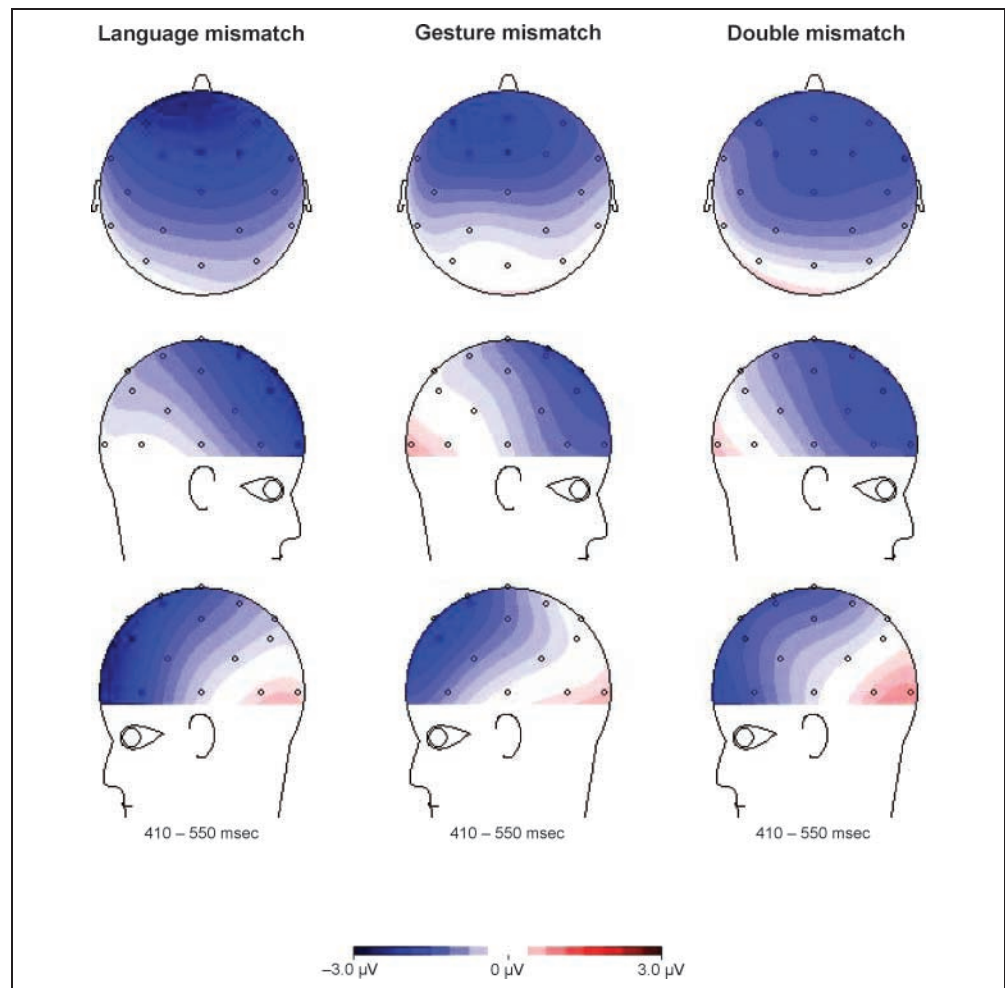 Language mismatch Gesture mismatch Double mismatch
410 – 550 msec 410 – 550 msec 410 – 550 msec
–3.0 µV 0 µV 3.0 µV